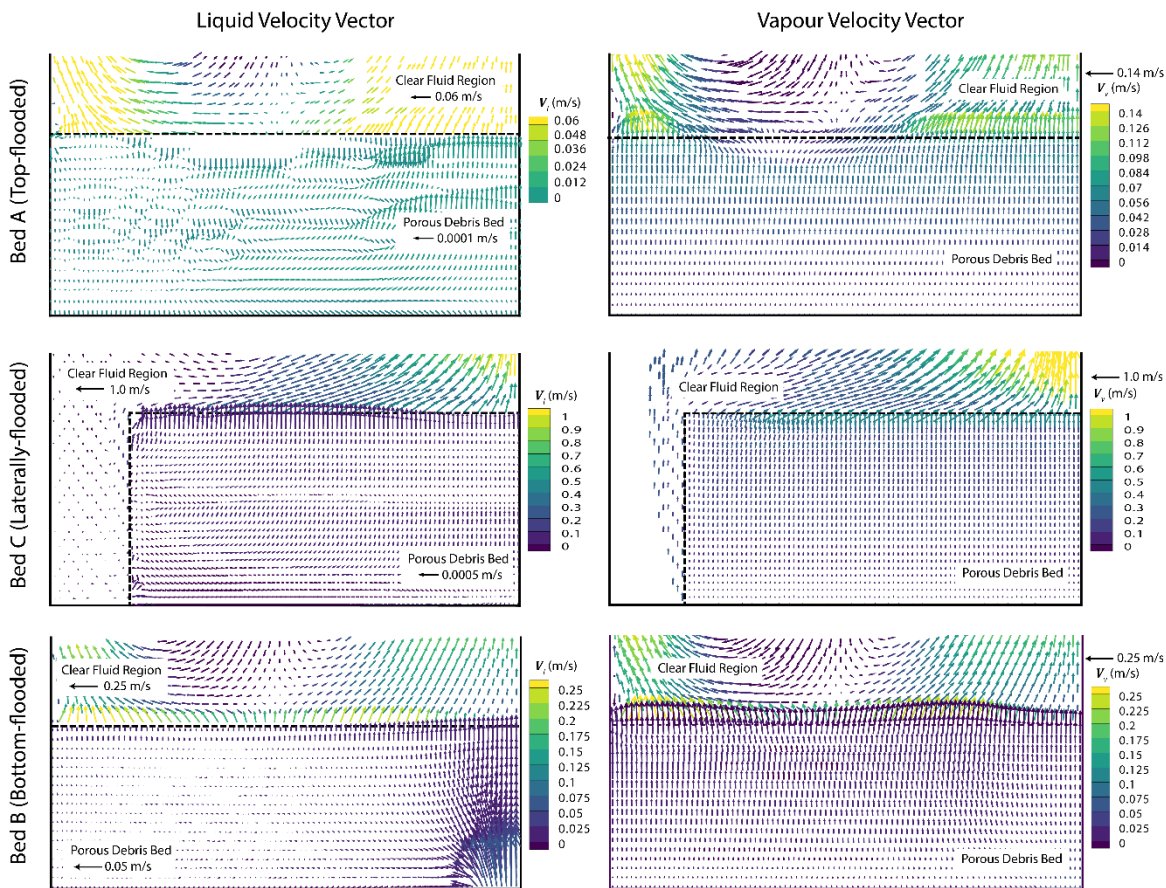 Liquid Velocity Vector
Vapour Velocity Vector
Bed A (Top-flooded)
Clear Fluid Region
0.06 m/s
Porous Debris Bed
0.0001 m/s
V_l (m/s)
0.06
0.048
0.036
0.024
0.012
0
Clear Fluid Region
Porous Debris Bed
0.14 m/s
V_v (m/s)
0.14
0.126
0.112
0.098
0.084
0.07
0.056
0.042
0.028
0.014
0
Bed C (Laterally-flooded)
Clear Fluid Region
1.0 m/s
Porous Debris Bed
0.0005 m/s
V_l (m/s)
1
0.9
0.8
0.7
0.6
0.5
0.4
0.3
0.2
0.1
0
Clear Fluid Region
Porous Debris Bed
1.0 m/s
V_v (m/s)
1
0.9
0.8
0.7
0.6
0.5
0.4
0.3
0.2
0.1
0
Bed B (Bottom-flooded)
Clear Fluid Region
0.25 m/s
Porous Debris Bed
0.05 m/s
V_l (m/s)
0.25
0.225
0.2
0.175
0.15
0.125
0.1
0.075
0.05
0.025
Clear Fluid Region
Porous Debris Bed
0.25 m/s
V_v (m/s)
0.25
0.225
0.2
0.175
0.15
0.125
0.1
0.075
0.05
0.025